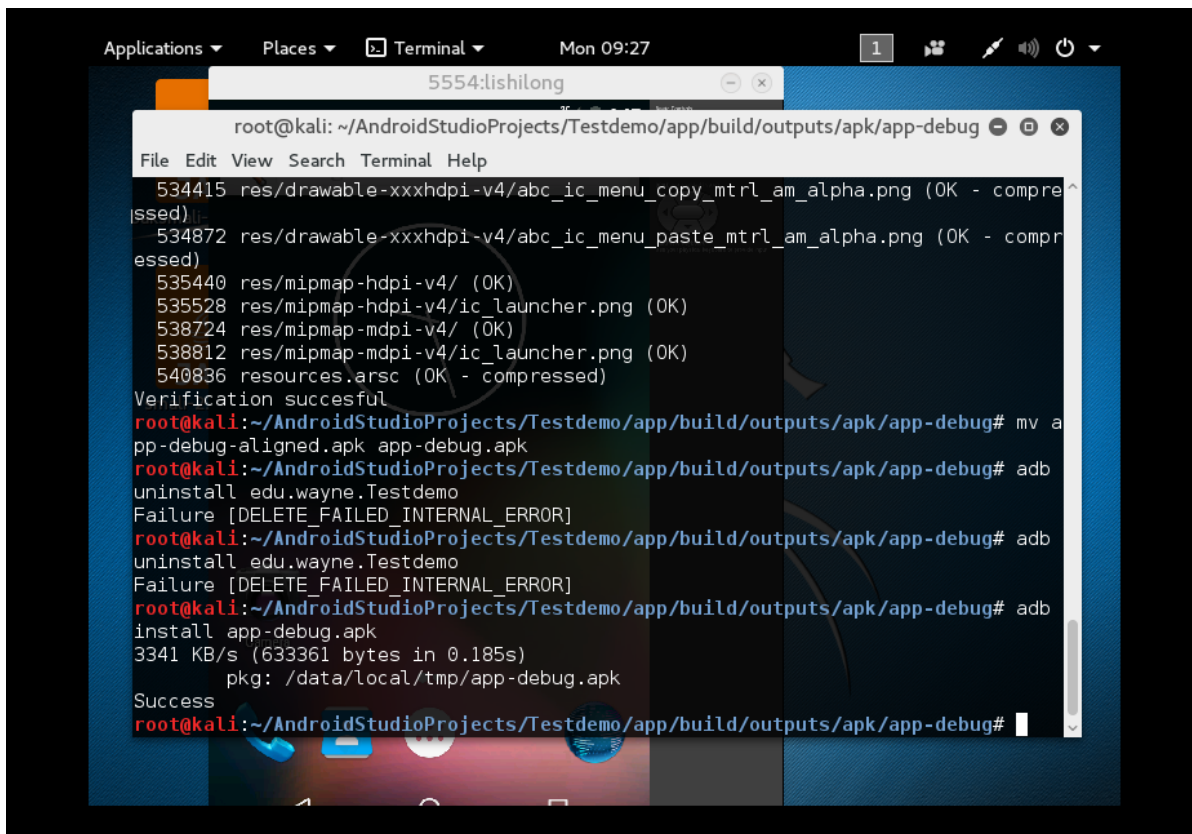 Applications Places Terminal Mon 09:27 1
5554:lishilong
root@kali: ~/AndroidStudioProjects/Testdemo/app/build/outputs/apk/app-debug
File Edit View Search Terminal Help
534415 res/drawable-xxxhdpi-v4/abc_ic_menu_copy_mtrl_am_alpha.png (OK - compre
ssed)
534872 res/drawable-xxxhdpi-v4/abc_ic_menu_paste_mtrl_am_alpha.png (OK - compr
essed)
535440 res/mipmap-hdpi-v4/ (OK)
535528 res/mipmap-hdpi-v4/ic_launcher.png (OK)
538724 res/mipmap-mdpi-v4/ (OK)
538812 res/mipmap-mdpi-v4/ic_launcher.png (OK)
540836 resources.arsc (OK - compressed)
Verification succesful
root@kali:~/AndroidStudioProjects/Testdemo/app/build/outputs/apk/app-debug# mv a
pp-debug-aligned.apk app-debug.apk
root@kali:~/AndroidStudioProjects/Testdemo/app/build/outputs/apk/app-debug# adb
uninstall edu.wayne.Testdemo
Failure [DELETE_FAILED_INTERNAL_ERROR]
root@kali:~/AndroidStudioProjects/Testdemo/app/build/outputs/apk/app-debug# adb
uninstall edu.wayne.Testdemo
Failure [DELETE_FAILED_INTERNAL_ERROR]
root@kali:~/AndroidStudioProjects/Testdemo/app/build/outputs/apk/app-debug# adb
install app-debug.apk
3341 KB/s (633361 bytes in 0.185s)
pkg: /data/local/tmp/app-debug.apk
Success
root@kali:~/AndroidStudioProjects/Testdemo/app/build/outputs/apk/app-debug#